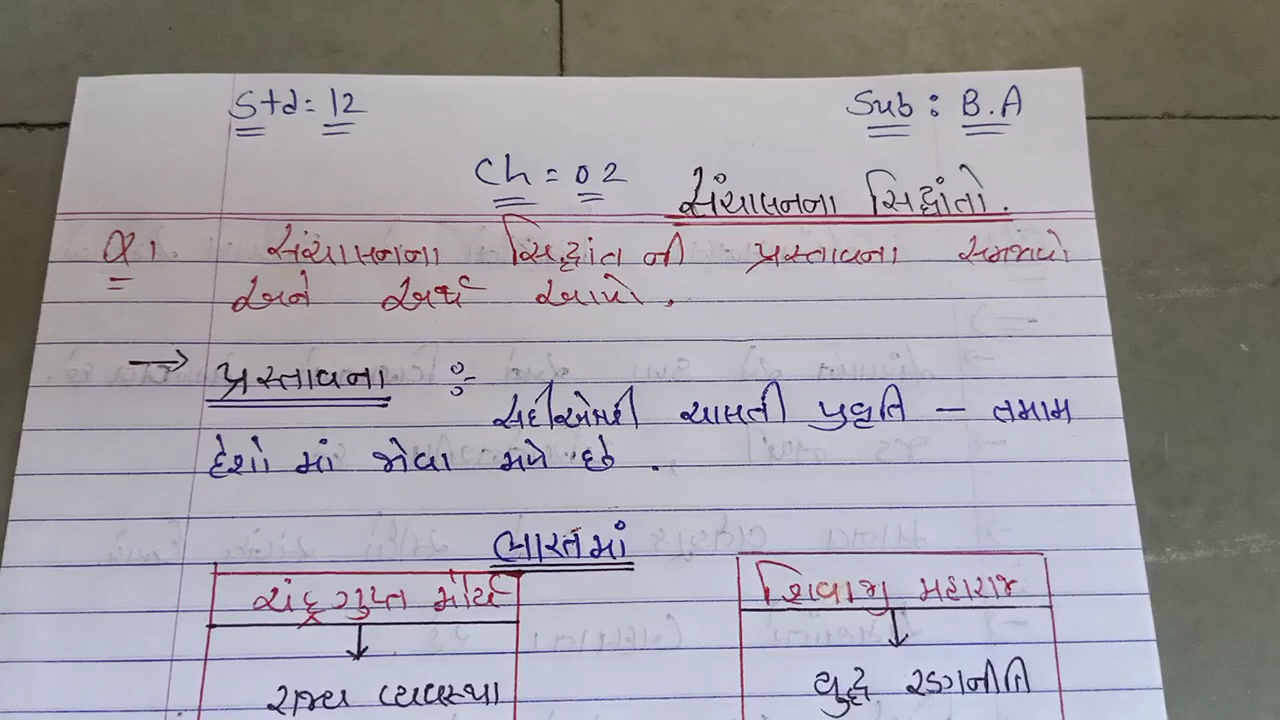 Std = 12 Sub : B.A
Ch = 02 સંચાલનના સિદ્ધાંતો.
Q 1. સંચાલનના સિદ્ધાંત ની પ્રસ્તાવના સમજાવો
અને અર્થ આપો.
→ પ્રસ્તાવના :-
સદીઓથી ચાલતી પ્રવૃતિ – તમામ
દેશો માં જોવા મળે છે.
ભારતમાં
ચંદ્રગુપ્ત મૌર્ય શિવાજી મહારાજ
રાજ્ય વ્યવસ્થા યુદ્ધ રણનીતિ